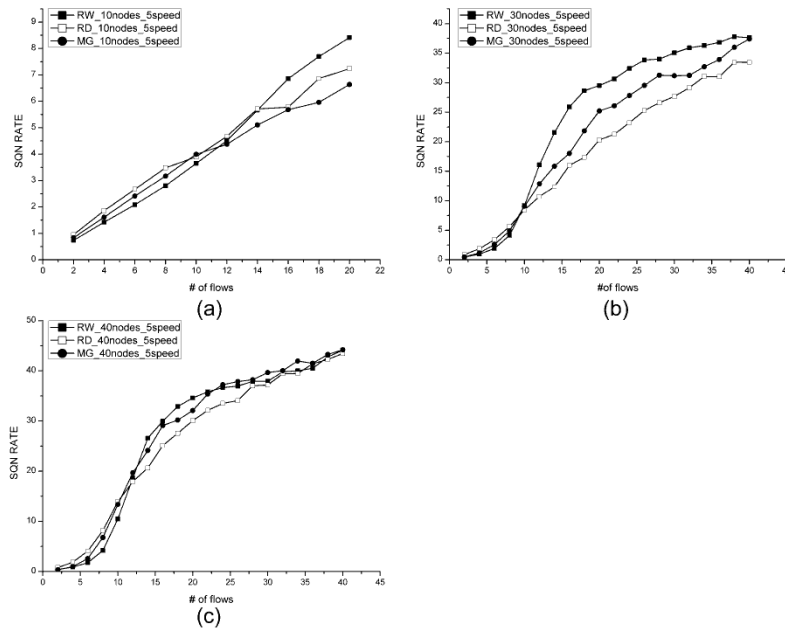 RW_10nodes_5speed
RD_10nodes_5speed
MG_10nodes_5speed
9
8
7
6
5
4
3
2
1
0
SQN RATE
0 2 4 6 8 10 12 14 16 18 20 22
# of flows
(a)
RW_30nodes_5speed
RD_30nodes_5speed
MG_30nodes_5speed
40
35
30
25
20
15
10
5
0
SQN RATE
0 5 10 15 20 25 30 35 40 45
#of flows
(b)
RW_40nodes_5speed
RD_40nodes_5speed
MG_40nodes_5speed
50
40
30
20
10
0
SQN RATE
0 5 10 15 20 25 30 35 40 45
# of flows
(c)